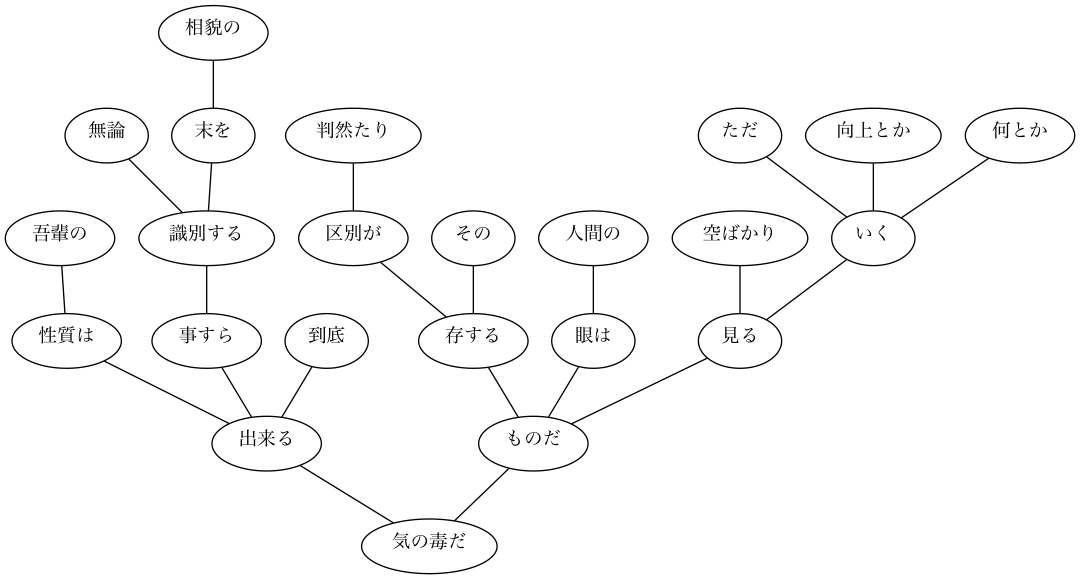 相貌の
無論
末を
判然たり
ただ
向上とか
何とか
吾輩の
識別する
区別が
その
人間の
空ばかり
いく
性質は
事すら
到底
存する
眼は
見る
出来る
ものだ
気の毒だ